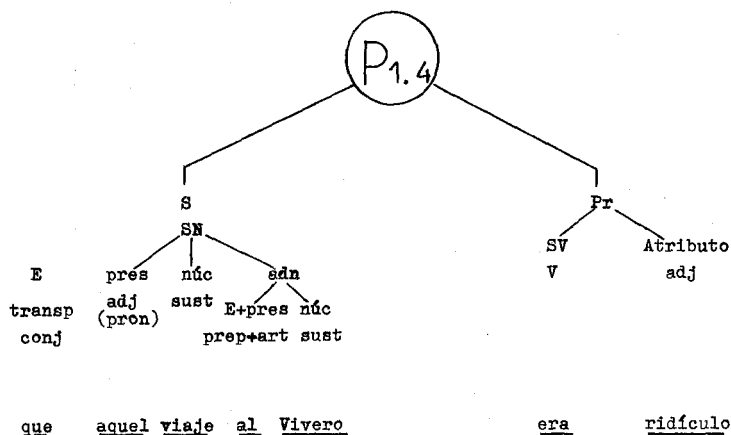 P1.4
S Pr
SN
SV Atributo
E pres núc adn V adj
adj sust E+pres núc
transp (pron)
conj prep+art sust
que aquel viaje al Vivero era ridículo